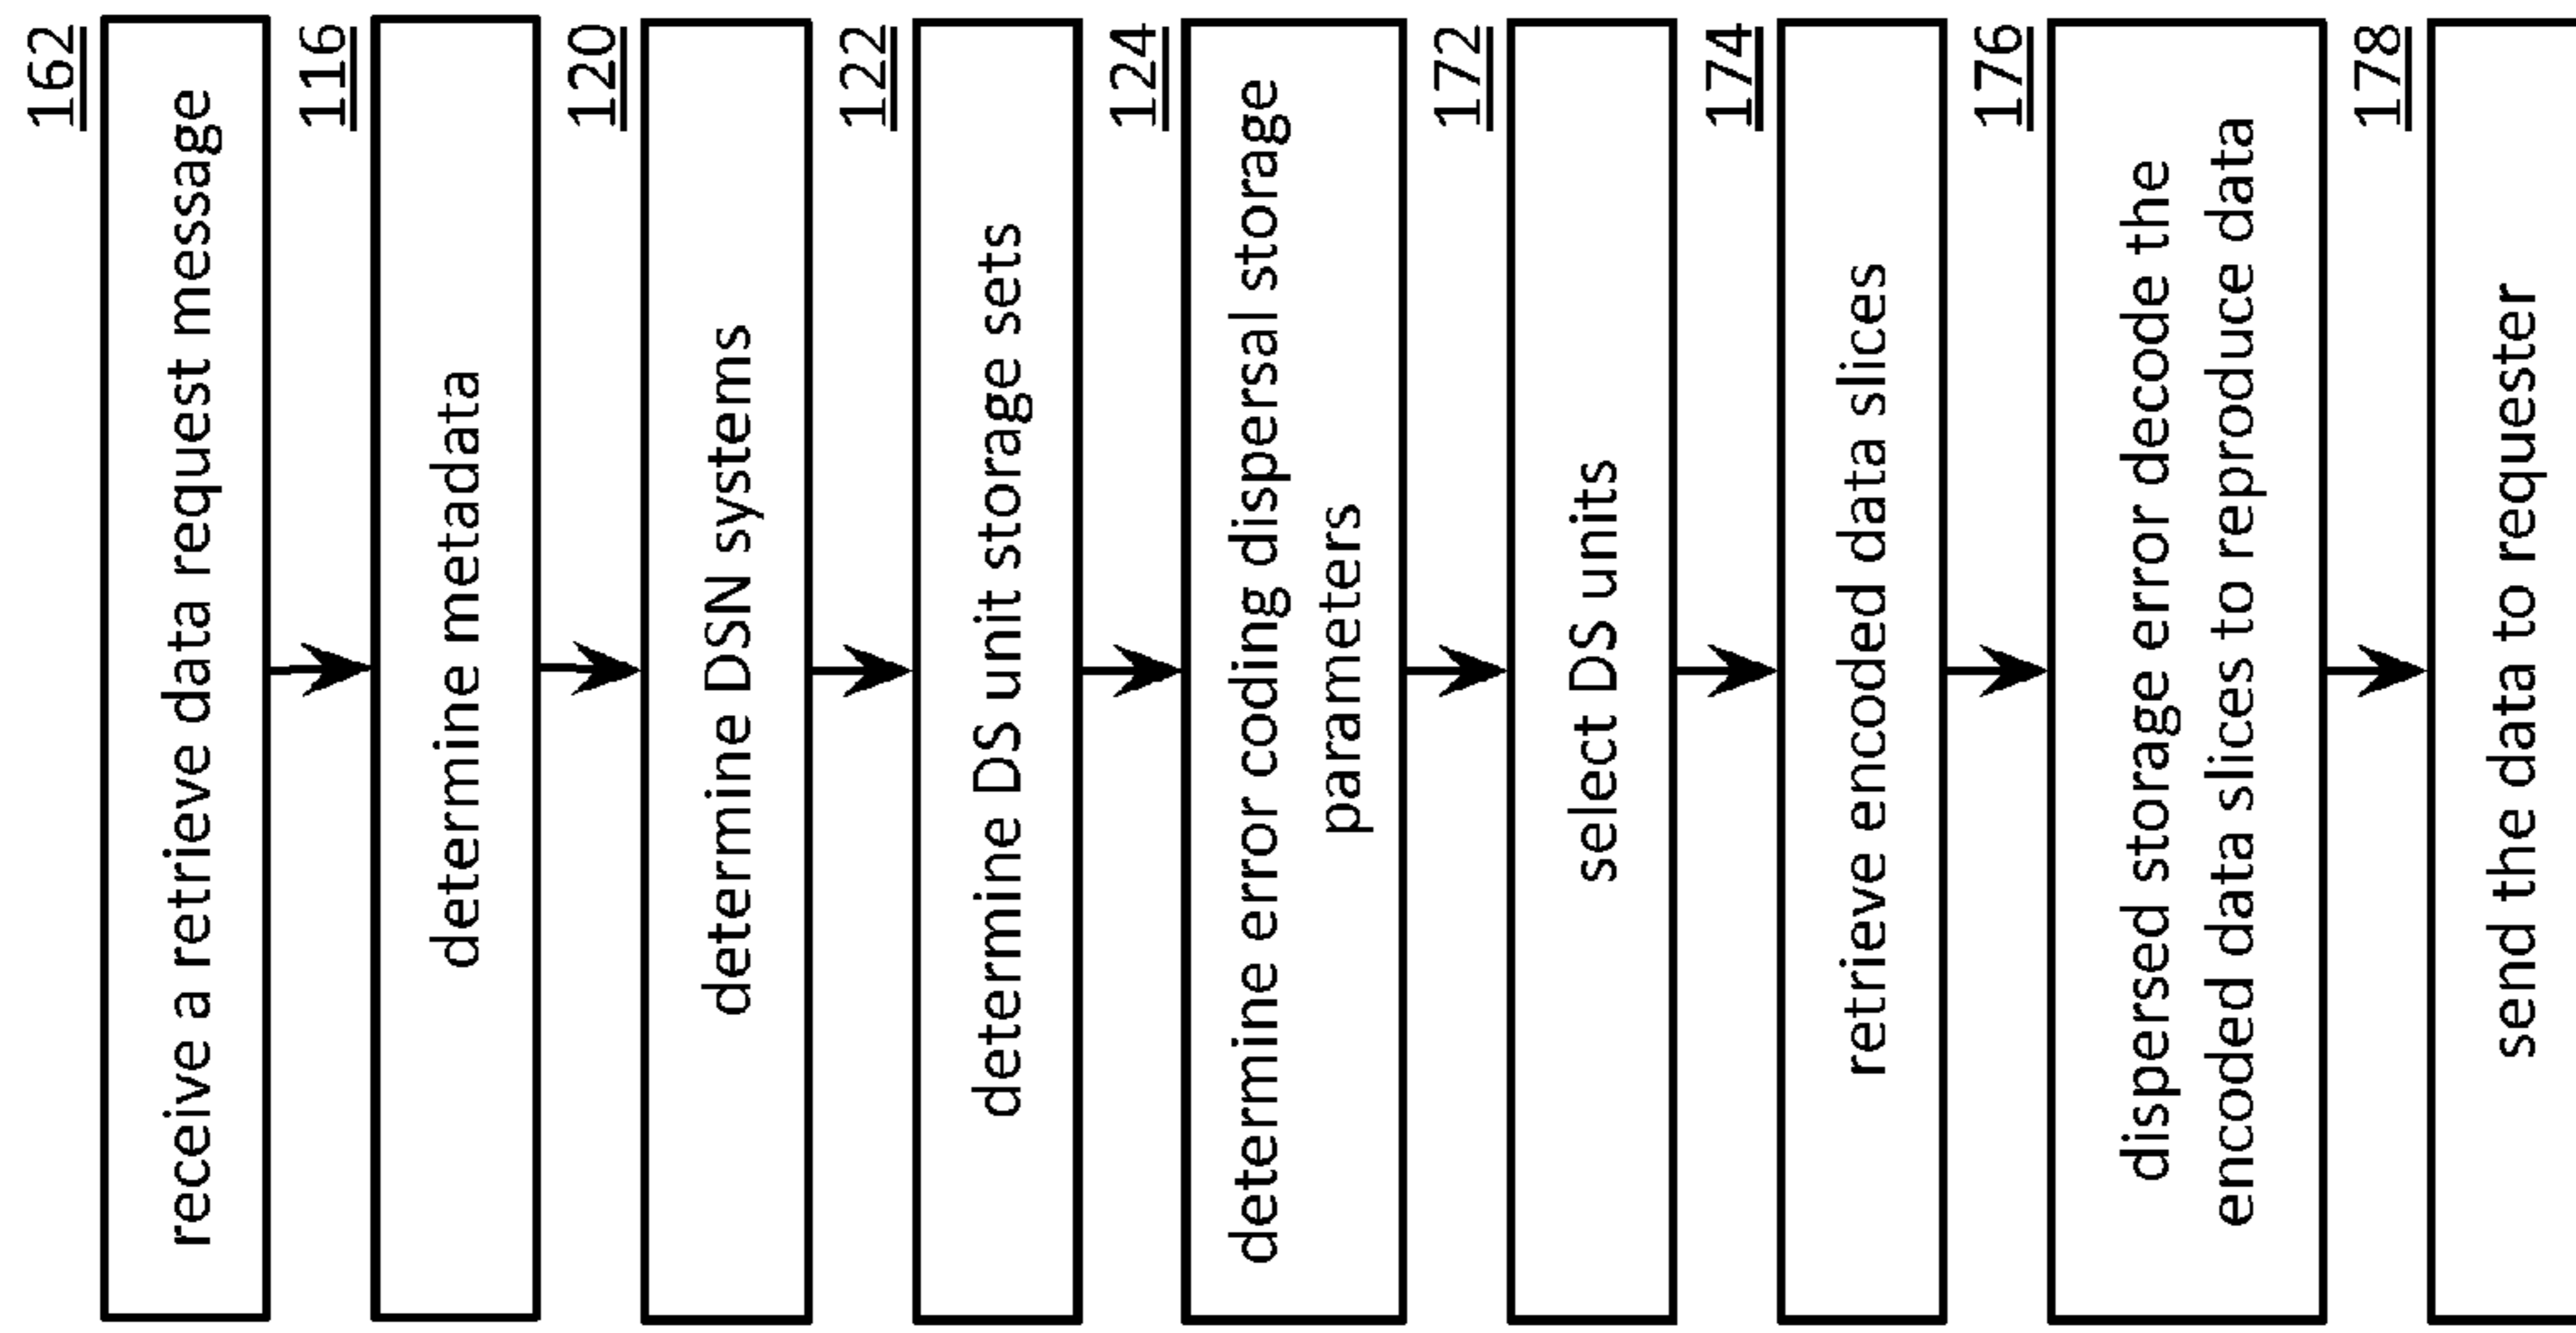 162
receive a retrieve data request message
116
determine metadata
120
determine DSN systems
122
determine DS unit storage sets
124
determine error coding dispersal storage
parameters
172
select DS units
174
retrieve encoded data slices
176
dispersed storage error decode the
encoded data slices to reproduce data
178
send the data to requester